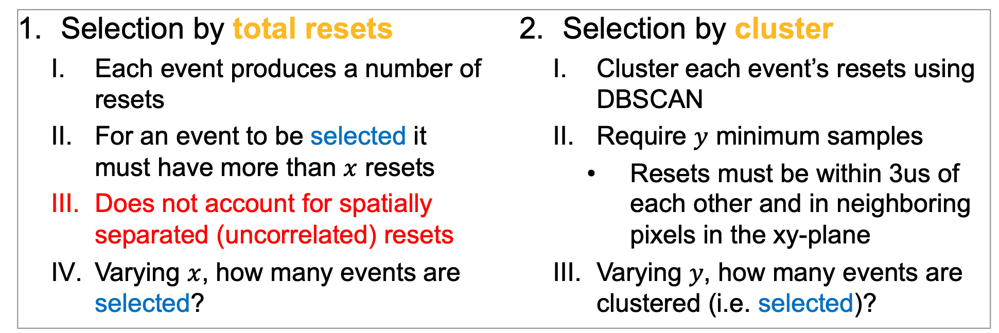 1. Selection by total resets
I. Each event produces a number of
resets
II. For an event to be selected it
must have more than x resets
III. Does not account for spatially
separated (uncorrelated) resets
IV. Varying x, how many events are
selected?
2. Selection by cluster
I. Cluster each event’s resets using
DBSCAN
II. Require y minimum samples
• Resets must be within 3us of
each other and in neighboring
pixels in the xy-plane
III. Varying y, how many events are
clustered (i.e. selected)?